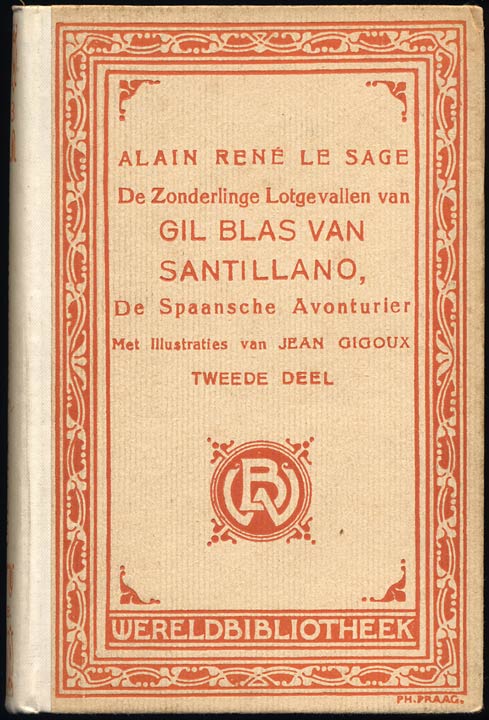 ALAIN RENÉ LE SAGE
De Zonderlinge Lotgevallen van
GIL BLAS VAN
SANTILLANO,
De Spaansche Avonturier
Met Illustraties van JEAN GIGOUX
TWEEDE DEEL
WB
WERELDBIBLIOTHEEK
PH. PRAAG.